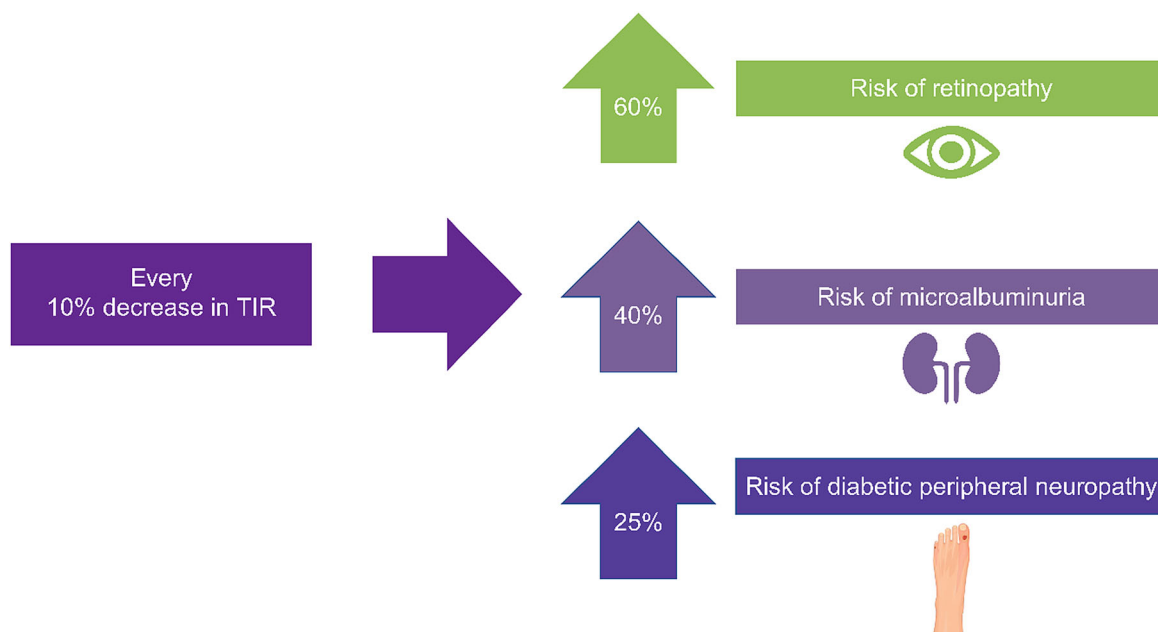 Every
10% decrease in TIR
60%
Risk of retinopathy
40%
Risk of microalbuminuria
25%
Risk of diabetic peripheral neuropathy